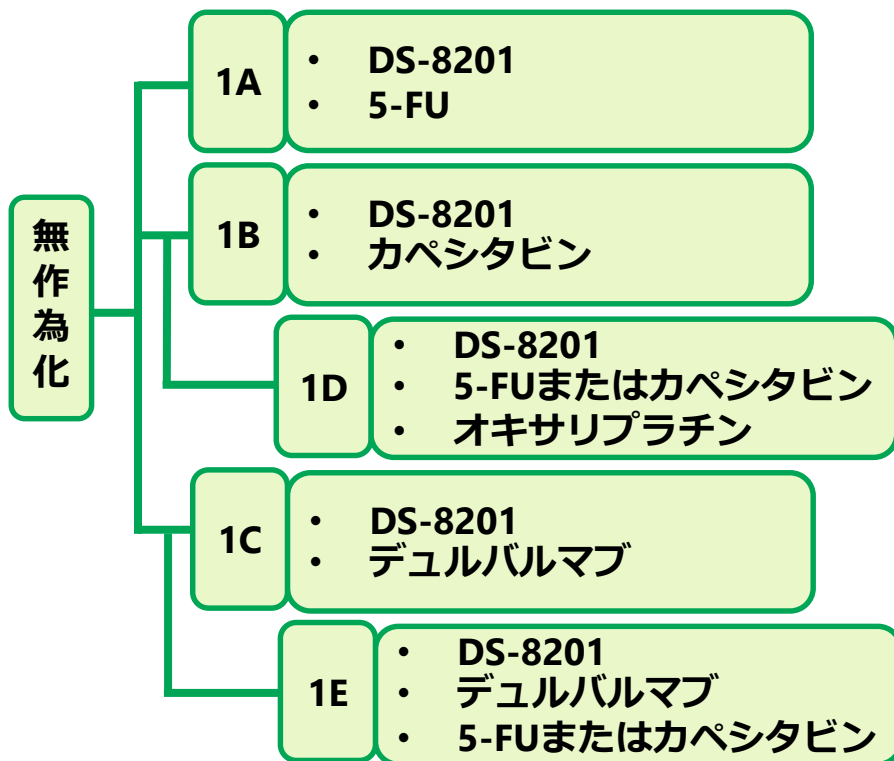 無作為化
1A
• DS-8201
• 5-FU
1B
• DS-8201
• カペシタビン
1D
• DS-8201
• 5-FUまたはカペシタビン
• オキサリプラチン
1C
• DS-8201
• デュルバルマブ
1E
• DS-8201
• デュルバルマブ
• 5-FUまたはカペシタビン